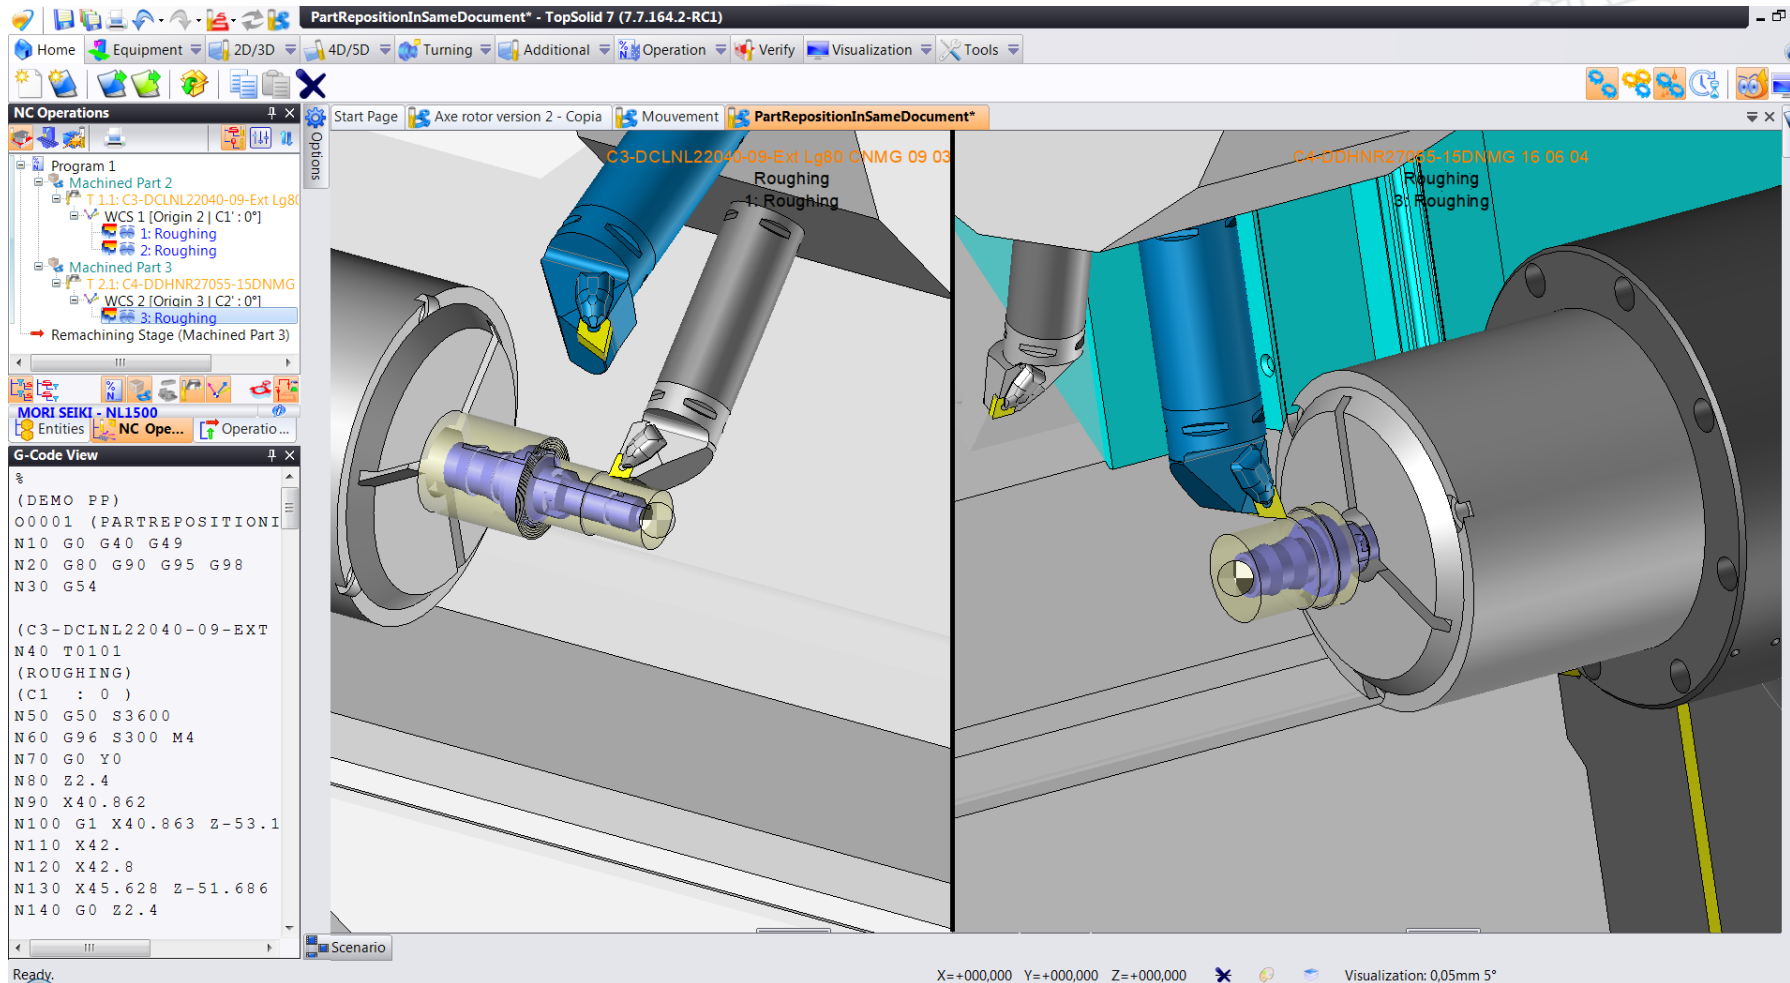 PartRepositionInSameDocument* - TopSolid 7 (7.7.164.2-RC1)
Home Equipment 2D/3D 4D/5D Turning Additional Operation Verify Visualization Tools
NC Operations
Program 1
Machined Part 2
T 1.1: C3-DCLNL22040-09-Ext Lg80
WCS 1 [Origin 2 | C1' : 0°]
1: Roughing
2: Roughing
Machined Part 3
T 2.1: C4-DDHNR27055-15DNMG
WCS 2 [Origin 3 | C2' : 0°]
3: Roughing
Remachining Stage (Machined Part 3)
MORI SEIKI - NL1500
Entities NC Ope... Operatio...
G-Code View
%
(DEMO PP)
O0001 (PARTREPOSITIONI
N10 G0 G40 G49
N20 G80 G90 G95 G98
N30 G54
(C3-DCLNL22040-09-EXT
N40 T0101
(ROUGHING)
(C1 : 0 )
N50 G50 S3600
N60 G96 S300 M4
N70 G0 Y0
N80 Z2.4
N90 X40.862
N100 G1 X40.863 Z-53.1
N110 X42.
N120 X42.8
N130 X45.628 Z-51.686
N140 G0 Z2.4
Options
Start Page Axe rotor version 2 - Copia Mouvement PartRepositionInSameDocument*
C3-DCLNL22040-09-Ext Lg80 CNMG 09 03
Roughing
1: Roughing
C4-DDHNR27055-15DNMG 16 06 04
Roughing
3: Roughing
Scenario
Ready.
X=+000,000 Y=+000,000 Z=+000,000 Visualization: 0,05mm 5°